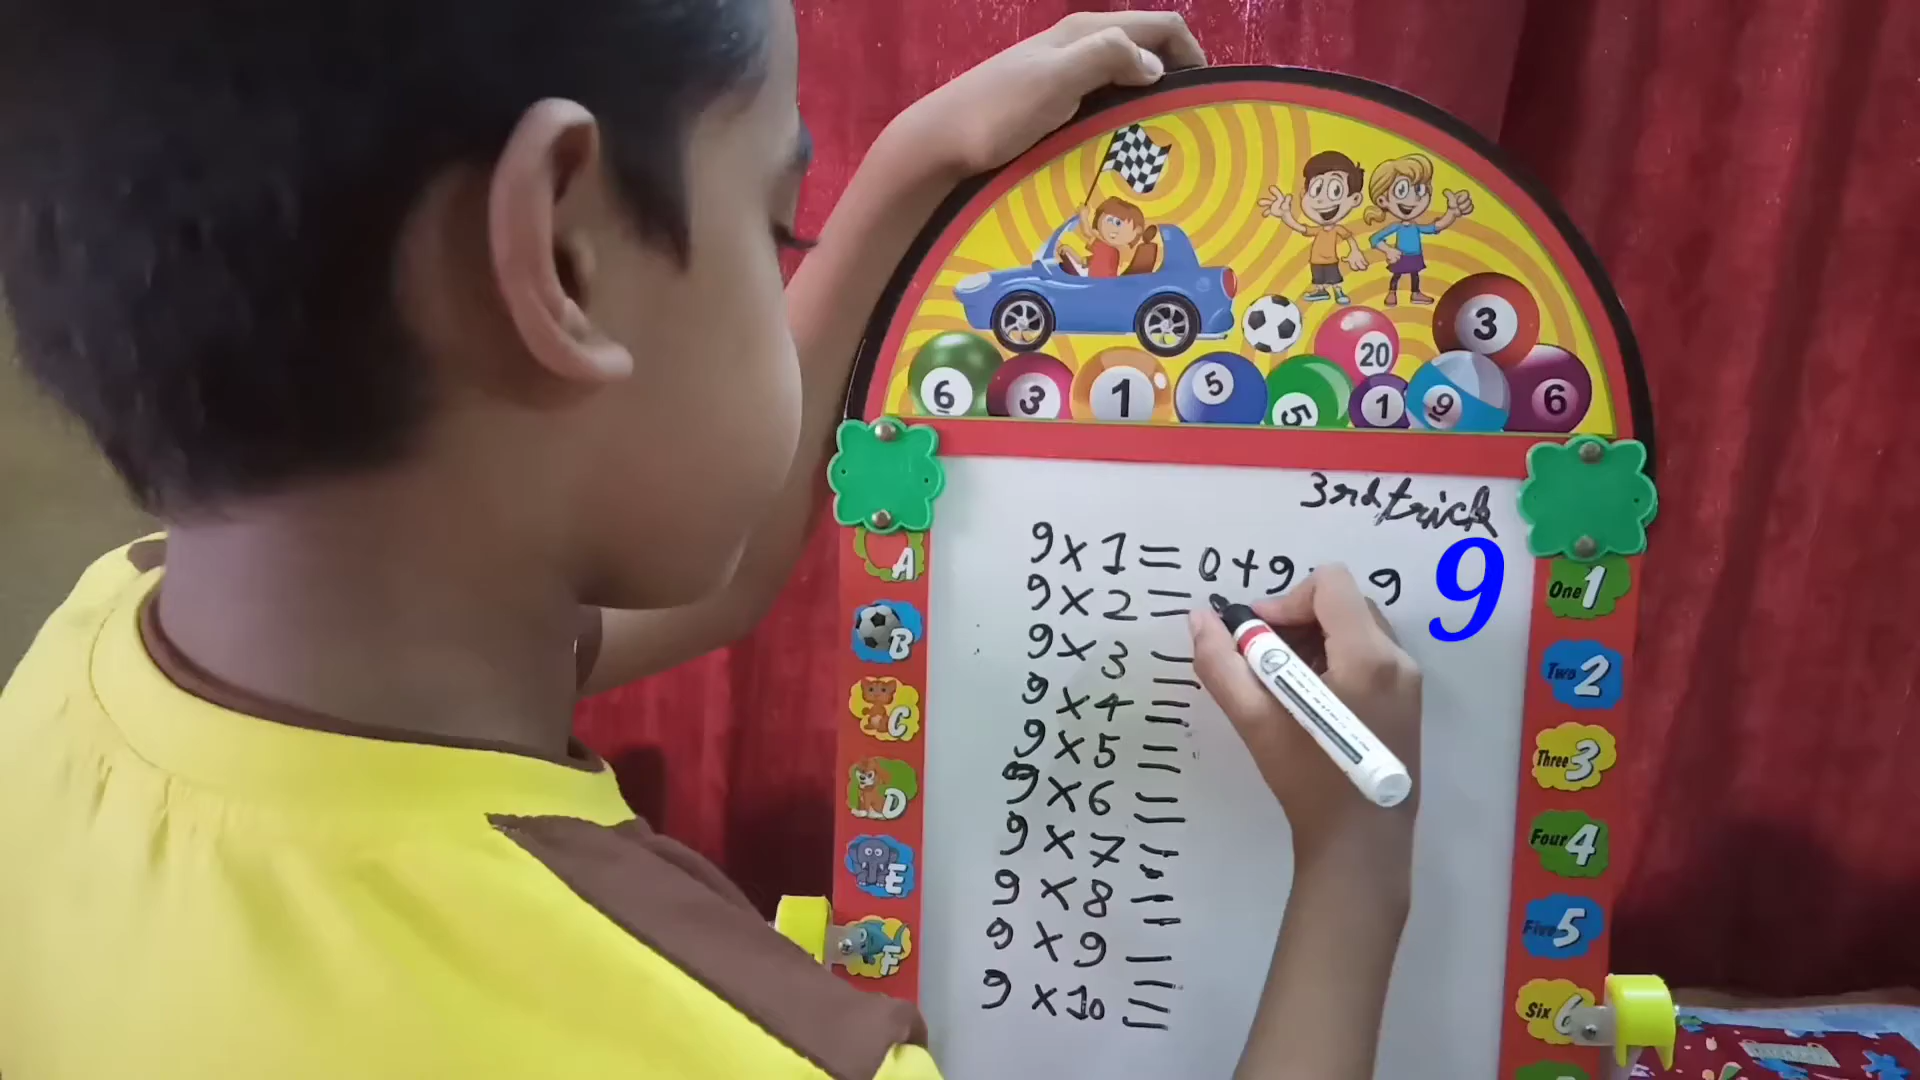 6 3 1 5 5 20 1 9 3 6
3rd trick
9 × 1 = 0 + 9 = 9 9
9 × 2 =
9 × 3 =
9 × 4 =
9 × 5 =
9 × 6 =
9 × 7 =
9 × 8 =
9 × 9 =
9 × 10 =
A
B
C
D
E
F
One 1
Two 2
Three 3
Four 4
Five 5
Six 6